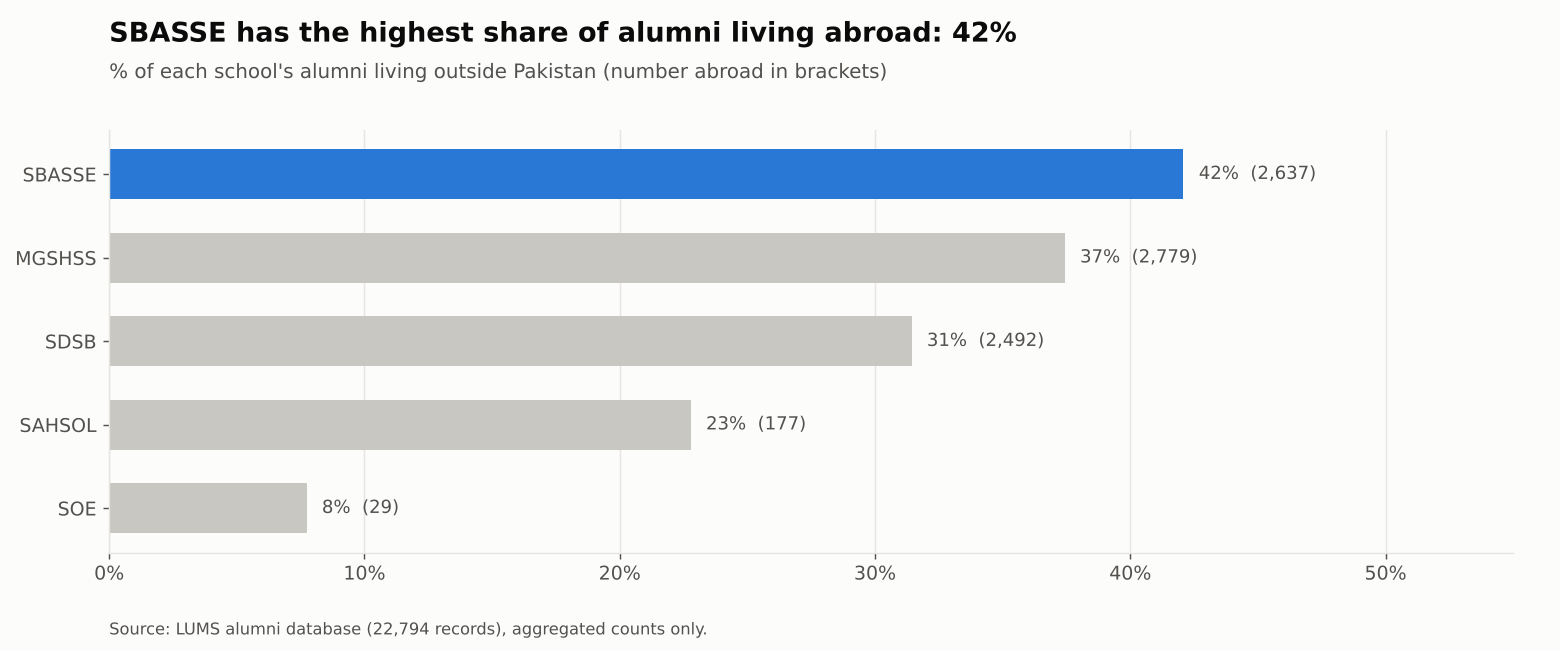 SBASSE has the highest share of alumni living abroad: 42%
% of each school's alumni living outside Pakistan (number abroad in brackets)
SBASSE
42% (2,637)
MGSHSS
37% (2,779)
SDSB
31% (2,492)
SAHSOL
23% (177)
SOE
8% (29)
0% 10% 20% 30% 40% 50%
Source: LUMS alumni database (22,794 records), aggregated counts only.